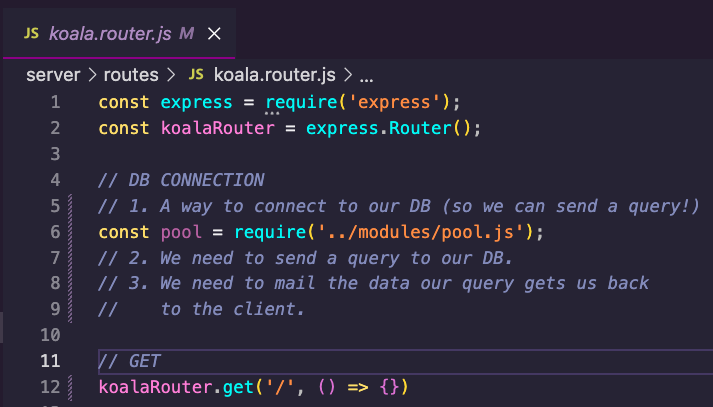 JS koala.router.js M ×
server > routes > JS koala.router.js > ...
1 const express = require('express');
2 const koalaRouter = express.Router();
3
4 // DB CONNECTION
5 // 1. A way to connect to our DB (so we can send a query!)
6 const pool = require('../modules/pool.js');
7 // 2. We need to send a query to our DB.
8 // 3. We need to mail the data our query gets us back
9 //    to the client.
10
11 // GET
12 koalaRouter.get('/', () => {})